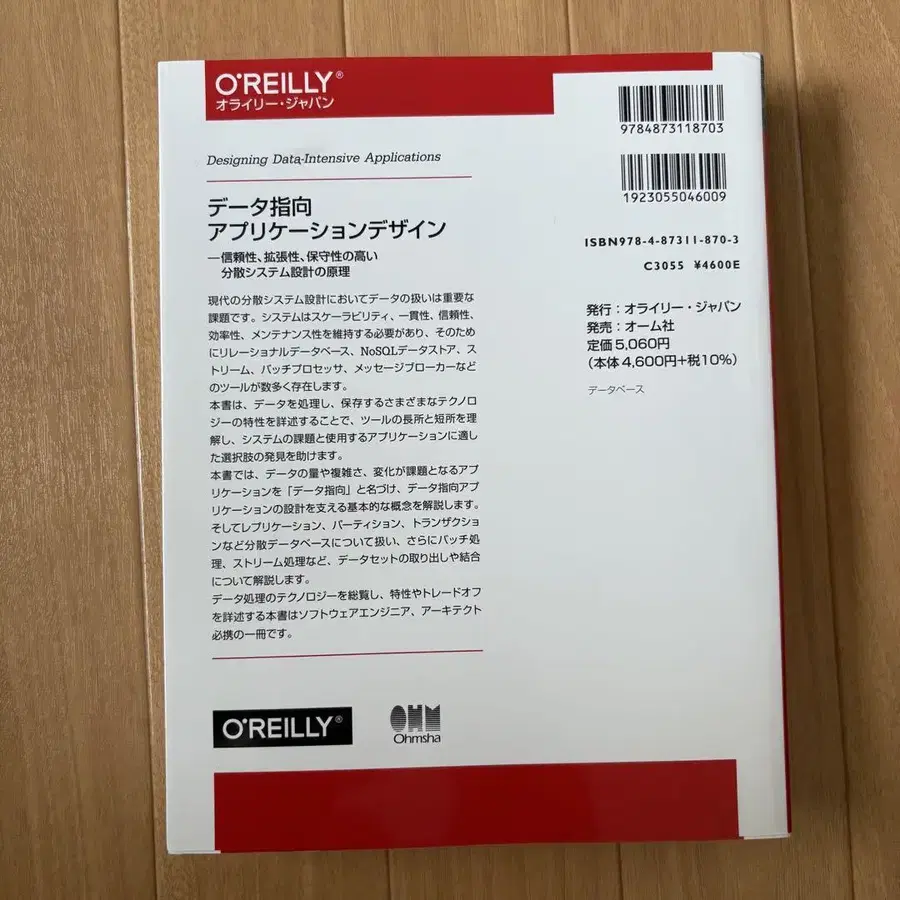 O'REILLY®
オライリー・ジャパン
Designing Data-Intensive Applications
データ指向
アプリケーションデザイン
―信頼性、拡張性、保守性の高い
分散システム設計の原理
現代の分散システム設計においてデータの扱いは重要な
課題です。システムはスケーラビリティ、一貫性、信頼性、
効率性、メンテナンス性を維持する必要があり、そのため
にリレーショナルデータベース、NoSQLデータストア、ス
トリーム、バッチプロセッサ、メッセージブローカーなど
のツールが数多く存在します。
本書は、データを処理し、保存するさまざまなテクノロ
ジーの特性を詳述することで、ツールの長所と短所を理
解し、システムの課題と使用するアプリケーションに適し
た選択肢の発見を助けます。
本書では、データの量や複雑さ、変化が課題となるアプ
リケーションを「データ指向」と名づけ、データ指向アプ
リケーションの設計を支える基本的な概念を解説します。
そしてレプリケーション、パーティション、トランザクショ
ンなど分散データベースについて扱い、さらにバッチ処
理、ストリーム処理など、データセットの取り出しや結合
について解説します。
データ処理のテクノロジーを総覧し、特性やトレードオフ
を詳述する本書はソフトウェアエンジニア、アーキテクト
必携の一冊です。
O'REILLY®
OHM
Ohmsha
9784873118703
1923055046009
ISBN978-4-87311-870-3
C3055 ¥4600E
発行：オライリー・ジャパン
発売：オーム社
定価5,060円
（本体4,600円+税10%）
データベース